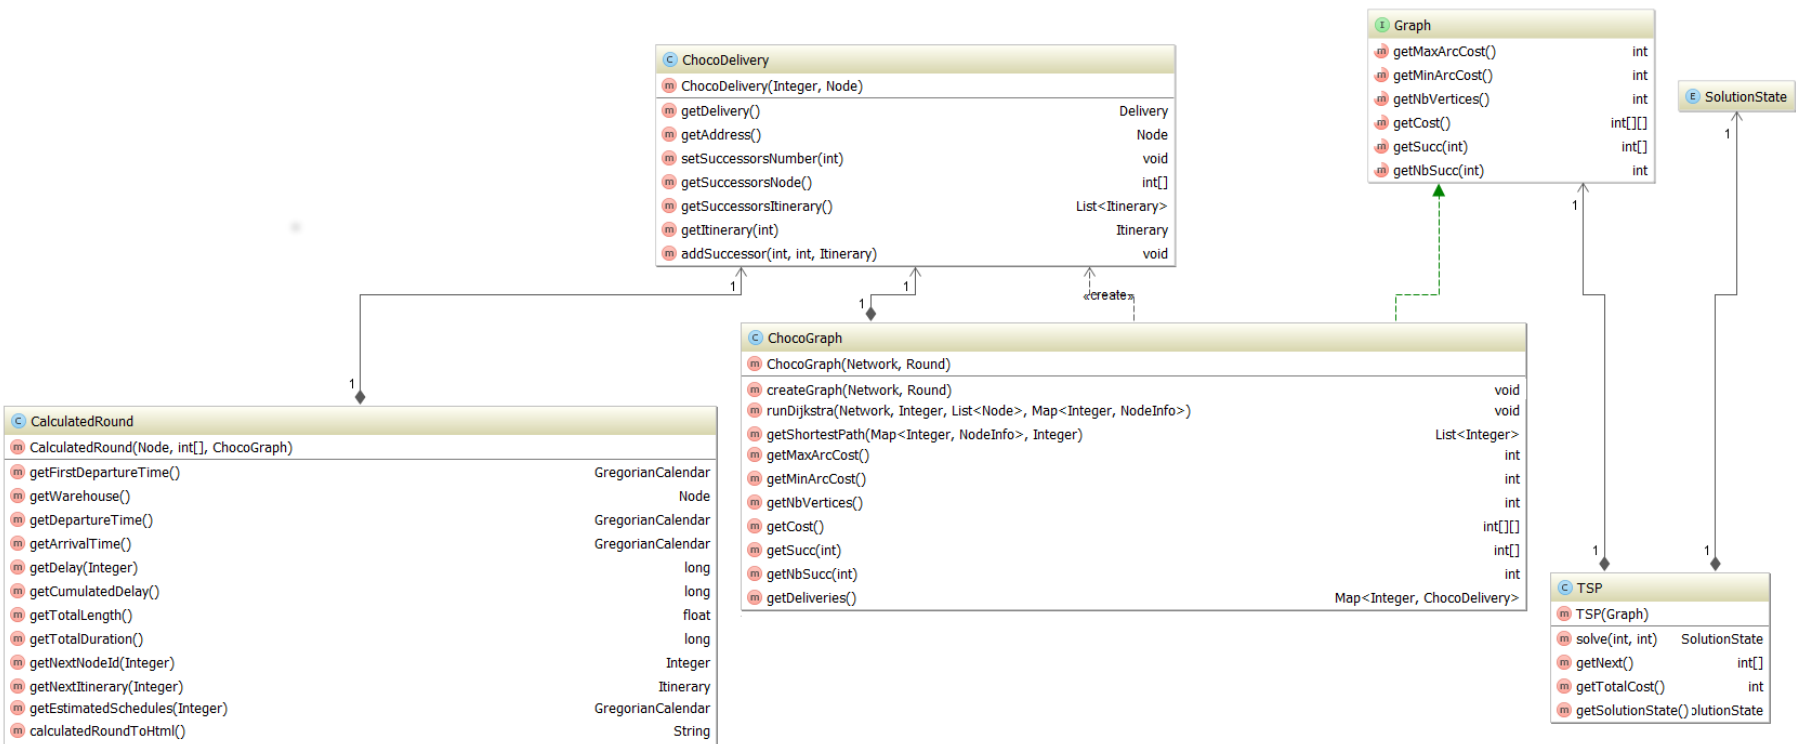 C ChocoDelivery
m ChocoDelivery(Integer, Node)
m getDelivery() Delivery
m getAddress() Node
m setSuccessorsNumber(int) void
m getSuccessorsNode() int[]
m getSuccessorsItinerary() List<Itinerary>
m getItinerary(int) Itinerary
m addSuccessor(int, int, Itinerary) void
I Graph
m getMaxArcCost() int
m getMinArcCost() int
m getNbVertices() int
m getCost() int[][]
m getSucc(int) int[]
m getNbSucc(int) int
E SolutionState
1
1
1
1
1
«create»
1
C ChocoGraph
m ChocoGraph(Network, Round)
m createGraph(Network, Round) void
m runDijkstra(Network, Integer, List<Node>, Map<Integer, NodeInfo>) void
m getShortestPath(Map<Integer, NodeInfo>, Integer) List<Integer>
m getMaxArcCost() int
m getMinArcCost() int
m getNbVertices() int
m getCost() int[][]
m getSucc(int) int[]
m getNbSucc(int) int
m getDeliveries() Map<Integer, ChocoDelivery>
C CalculatedRound
m CalculatedRound(Node, int[], ChocoGraph)
m getFirstDepartureTime() GregorianCalendar
m getWarehouse() Node
m getDepartureTime() GregorianCalendar
m getArrivalTime() GregorianCalendar
m getDelay(Integer) long
m getCumulatedDelay() long
m getTotalLength() float
m getTotalDuration() long
m getNextNodeId(Integer) Integer
m getNextItinerary(Integer) Itinerary
m getEstimatedSchedules(Integer) GregorianCalendar
m calculatedRoundToHtml() String
1
1
C TSP
m TSP(Graph)
m solve(int, int) SolutionState
m getNext() int[]
m getTotalCost() int
m getSolutionState() olutionState